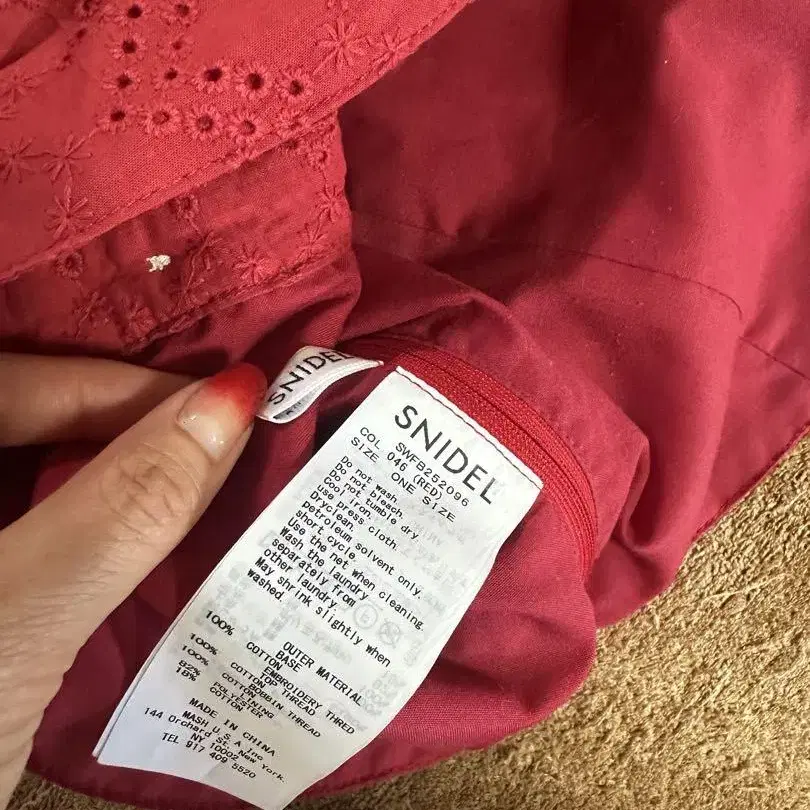 SNIDEL
SNIDEL
SWFB252096
COL 046 (RED)
SIZE ONE SIZE
Do not wash.
Do not bleach.
Do not tumble dry.
Cool iron.
use press cloth.
Dryclean.
petroleum solvent only.
short cycle.
Use the net when cleaning.
Wash the laundry
separately from
other laundry.
May shrink slightly when
washed.
OUTER MATERIAL
BASE
100% COTTON
EMBROIDERY THRED
TOP THREAD
100% COTTON
BOBBIN THREAD
100% COTTON
LINING
82% POLYESTER
18% COTTON
MADE IN CHINA
MASH U.S.A Inc
144 Orchard St. New York
NY 10002
TEL 917 409 5520